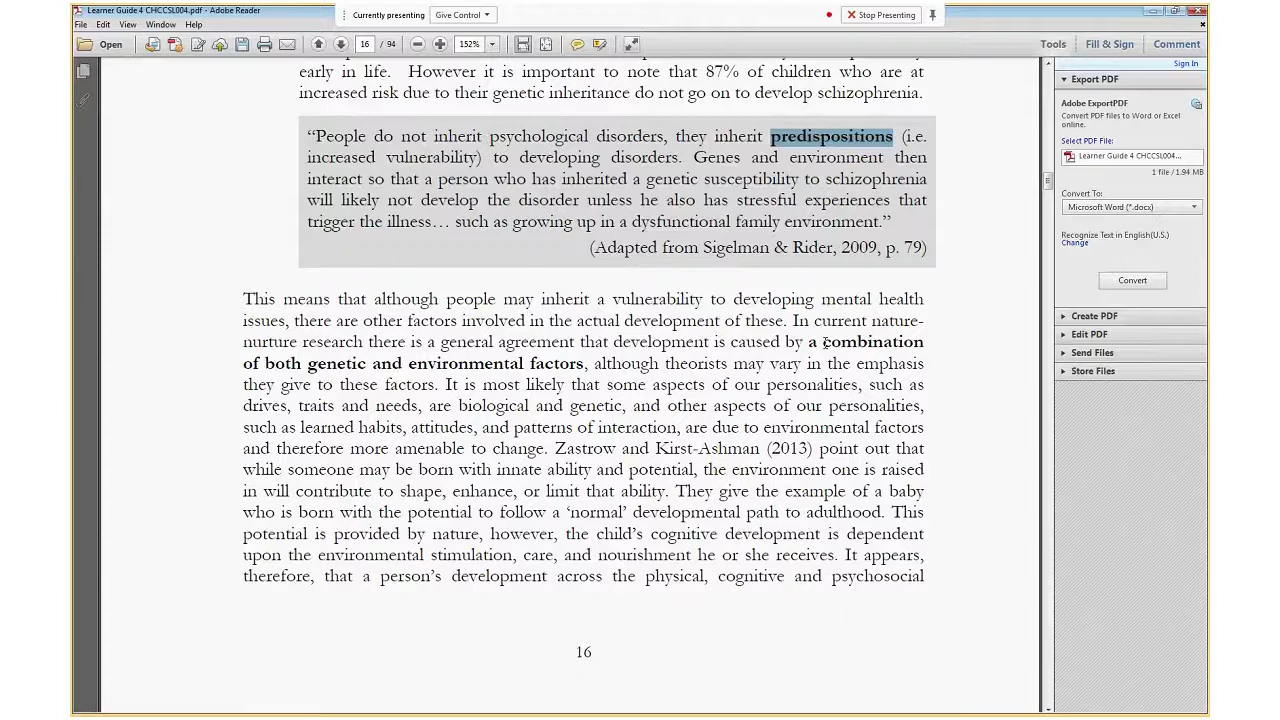 Learner Guide 4 CHCCSL004.pdf - Adobe Reader
Currently presenting Give Control Stop Presenting
File Edit View Window Help
Open 16 / 94 152% Tools Fill & Sign Comment
Sign In
Export PDF
Adobe ExportPDF
Convert PDF files to Word or Excel
online.
Select PDF File:
Learner Guide 4 CHCCSL004...
1 file / 1.94 MB
Convert To:
Microsoft Word (*.docx)
Recognize Text in English(U.S.)
Change
Convert
Create PDF
Edit PDF
Send Files
Store Files
early in life. However it is important to note that 87% of children who are at
increased risk due to their genetic inheritance do not go on to develop schizophrenia.
“People do not inherit psychological disorders, they inherit predispositions (i.e.
increased vulnerability) to developing disorders. Genes and environment then
interact so that a person who has inherited a genetic susceptibility to schizophrenia
will likely not develop the disorder unless he also has stressful experiences that
trigger the illness… such as growing up in a dysfunctional family environment.”
(Adapted from Sigelman & Rider, 2009, p. 79)
This means that although people may inherit a vulnerability to developing mental health
issues, there are other factors involved in the actual development of these. In current nature-
nurture research there is a general agreement that development is caused by a combination
of both genetic and environmental factors, although theorists may vary in the emphasis
they give to these factors. It is most likely that some aspects of our personalities, such as
drives, traits and needs, are biological and genetic, and other aspects of our personalities,
such as learned habits, attitudes, and patterns of interaction, are due to environmental factors
and therefore more amenable to change. Zastrow and Kirst-Ashman (2013) point out that
while someone may be born with innate ability and potential, the environment one is raised
in will contribute to shape, enhance, or limit that ability. They give the example of a baby
who is born with the potential to follow a ‘normal’ developmental path to adulthood. This
potential is provided by nature, however, the child’s cognitive development is dependent
upon the environmental stimulation, care, and nourishment he or she receives. It appears,
therefore, that a person’s development across the physical, cognitive and psychosocial
16